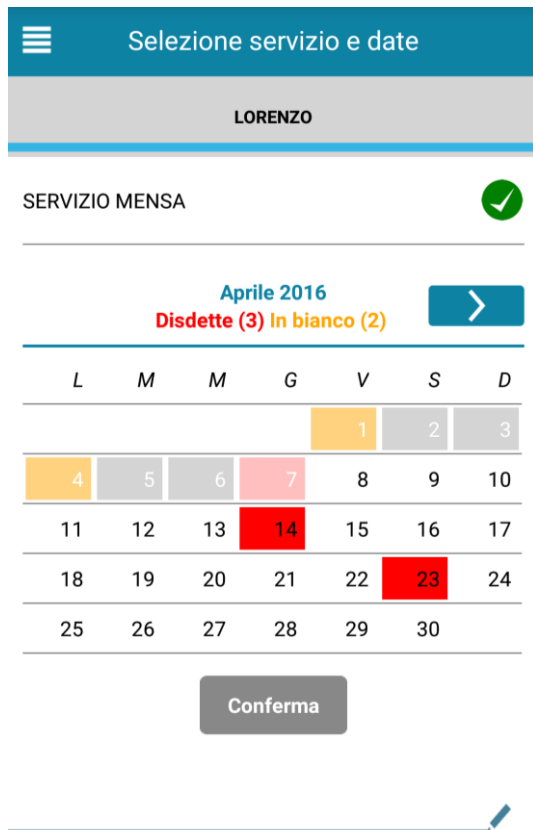 Selezione servizio e date
LORENZO
SERVIZIO MENSA
Aprile 2016
Disdette (3) In bianco (2)
L M M G V S D
1 2 3
4 5 6 7 8 9 10
11 12 13 14 15 16 17
18 19 20 21 22 23 24
25 26 27 28 29 30
Conferma